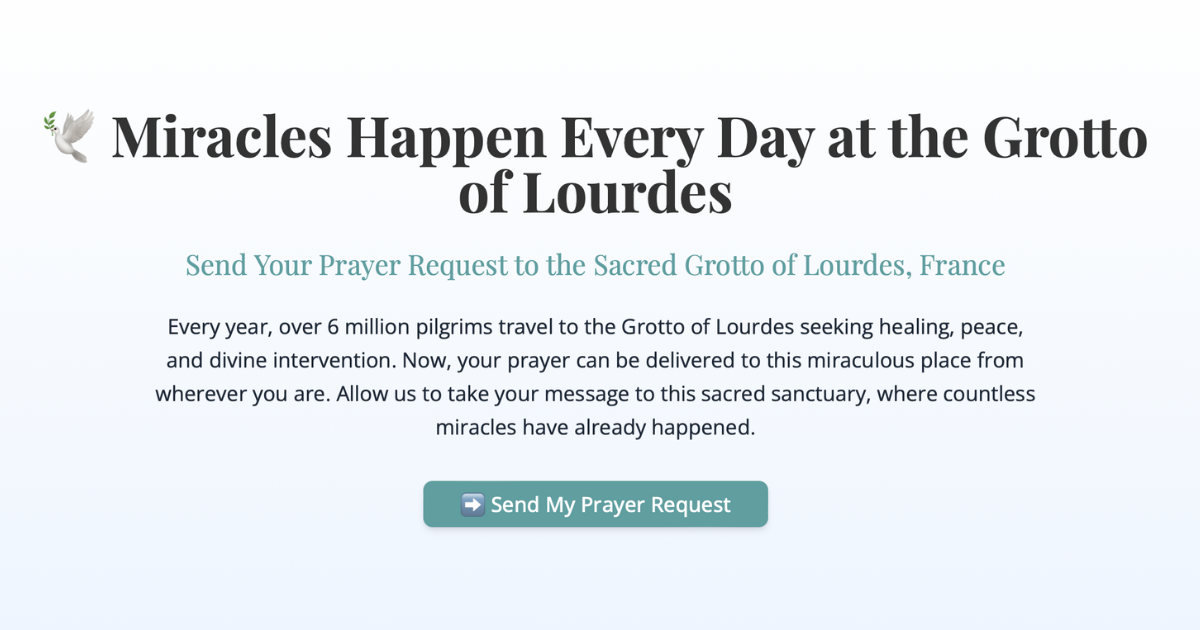 🕊️ Miracles Happen Every Day at the Grotto
of Lourdes
Send Your Prayer Request to the Sacred Grotto of Lourdes, France
Every year, over 6 million pilgrims travel to the Grotto of Lourdes seeking healing, peace,
and divine intervention. Now, your prayer can be delivered to this miraculous place from
wherever you are. Allow us to take your message to this sacred sanctuary, where countless
miracles have already happened.
➡️ Send My Prayer Request